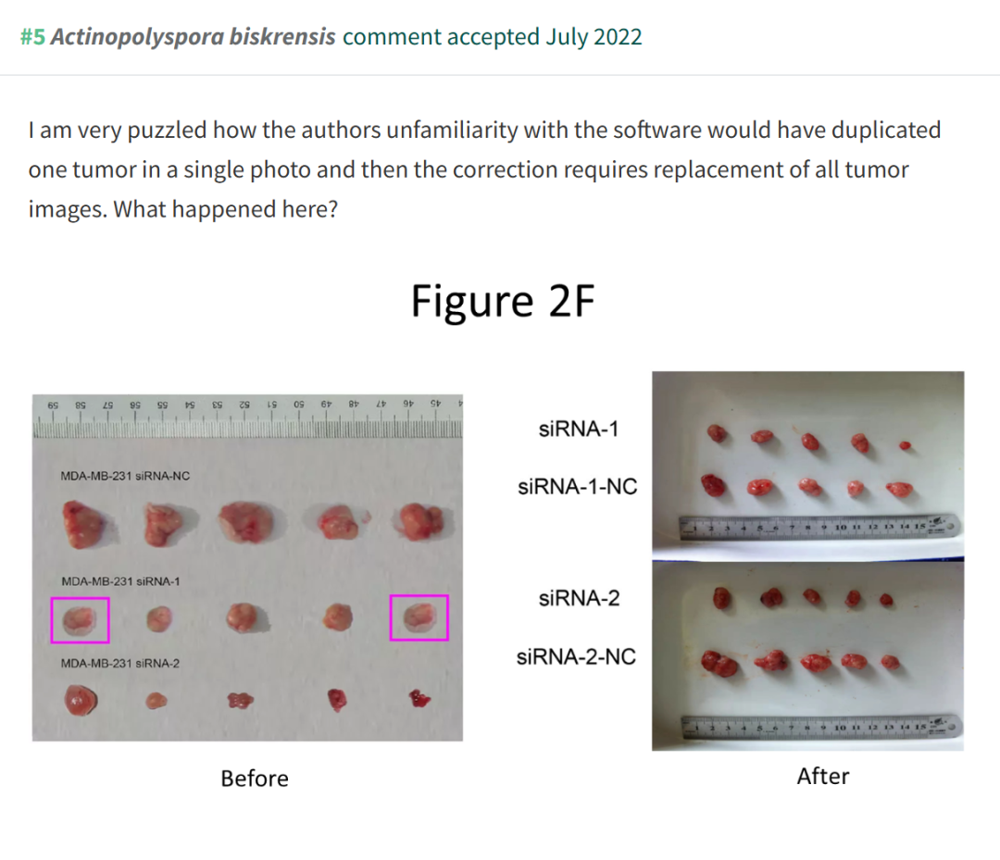 #5 Actinopolyspora biskrensis comment accepted July 2022
I am very puzzled how the authors unfamiliarity with the software would have duplicated
one tumor in a single photo and then the correction requires replacement of all tumor
images. What happened here?
Figure 2F
59 58 57 56 55 54 53 52 51 50 49 48 47 46 45
MDA-MB-231 siRNA-NC
MDA-MB-231 siRNA-1
MDA-MB-231 siRNA-2
Before
siRNA-1
siRNA-1-NC
1 2 3 4 5 6 7 8 9 10 11 12 13 14 15
siRNA-2
siRNA-2-NC
1 2 3 4 5 6 7 8 9 10 11 12 13 14 15
After